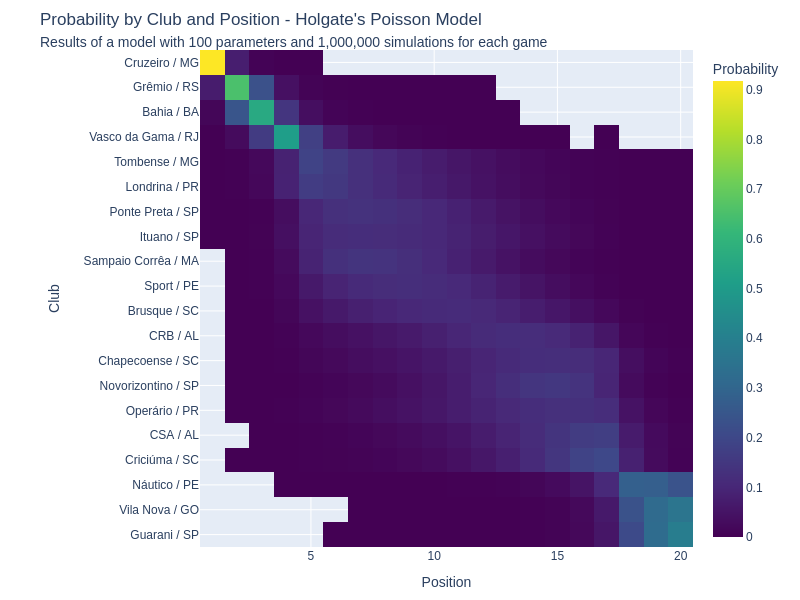 Probability by Club and Position - Holgate's Poisson Model
Results of a model with 100 parameters and 1,000,000 simulations for each game
Probability
Cruzeiro / MG
Grêmio / RS
Bahia / BA
Vasco da Gama / RJ
Tombense / MG
Londrina / PR
Ponte Preta / SP
Ituano / SP
Sampaio Corrêa / MA
Sport / PE
Brusque / SC
CRB / AL
Chapecoense / SC
Novorizontino / SP
Operário / PR
CSA / AL
Criciúma / SC
Náutico / PE
Vila Nova / GO
Guarani / SP
Club
5 10 15 20
Position
0.9
0.8
0.7
0.6
0.5
0.4
0.3
0.2
0.1
0